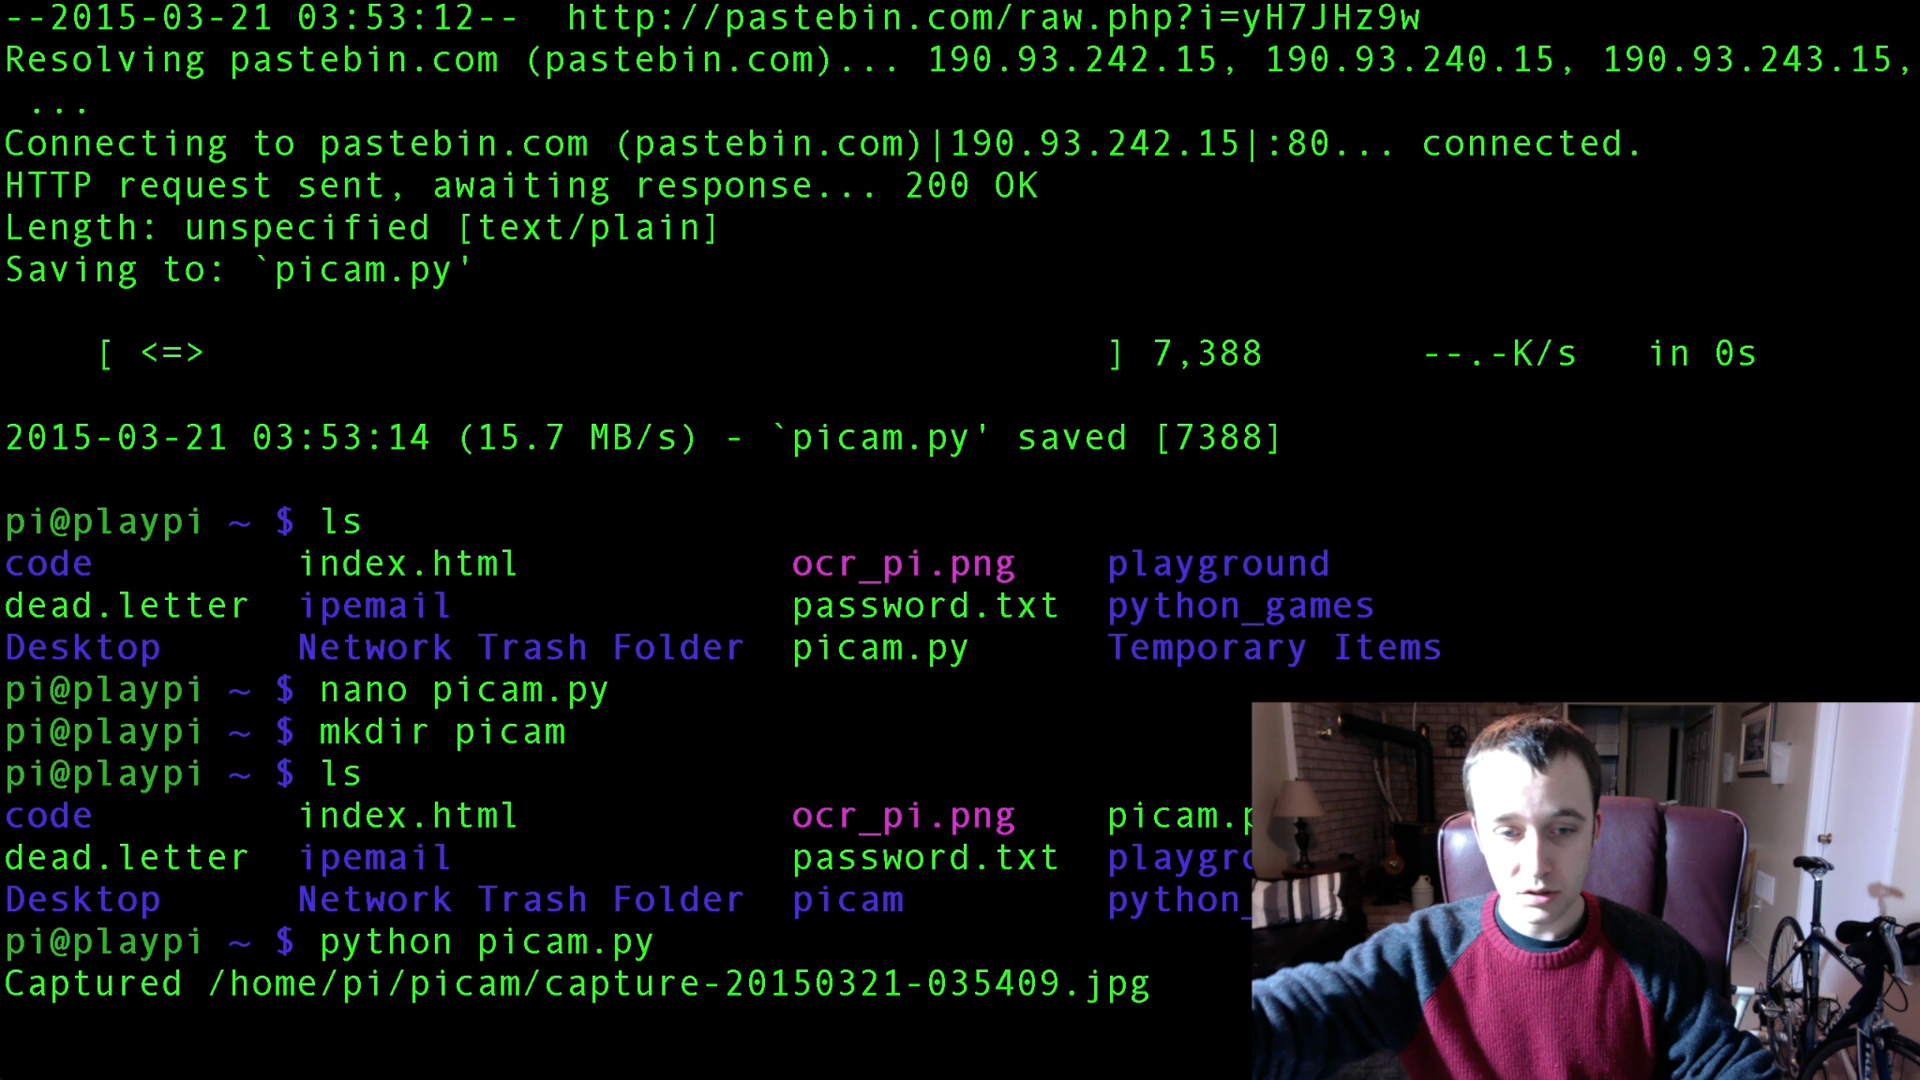 --2015-03-21 03:53:12--  http://pastebin.com/raw.php?i=yH7JHz9w
Resolving pastebin.com (pastebin.com)... 190.93.242.15, 190.93.240.15, 190.93.243.15,
 ...
Connecting to pastebin.com (pastebin.com)|190.93.242.15|:80... connected.
HTTP request sent, awaiting response... 200 OK
Length: unspecified [text/plain]
Saving to: `picam.py'
    [ <=>                                        ] 7,388       --.-K/s   in 0s
2015-03-21 03:53:14 (15.7 MB/s) - `picam.py' saved [7388]
pi@playpi ~ $ ls
code         index.html            ocr_pi.png    playground
dead.letter  ipemail               password.txt  python_games
Desktop      Network Trash Folder  picam.py      Temporary Items
pi@playpi ~ $ nano picam.py
pi@playpi ~ $ mkdir picam
pi@playpi ~ $ ls
code         index.html            ocr_pi.png    picam.p
dead.letter  ipemail               password.txt  playgro
Desktop      Network Trash Folder  picam         python_
pi@playpi ~ $ python picam.py
Captured /home/pi/picam/capture-20150321-035409.jpg